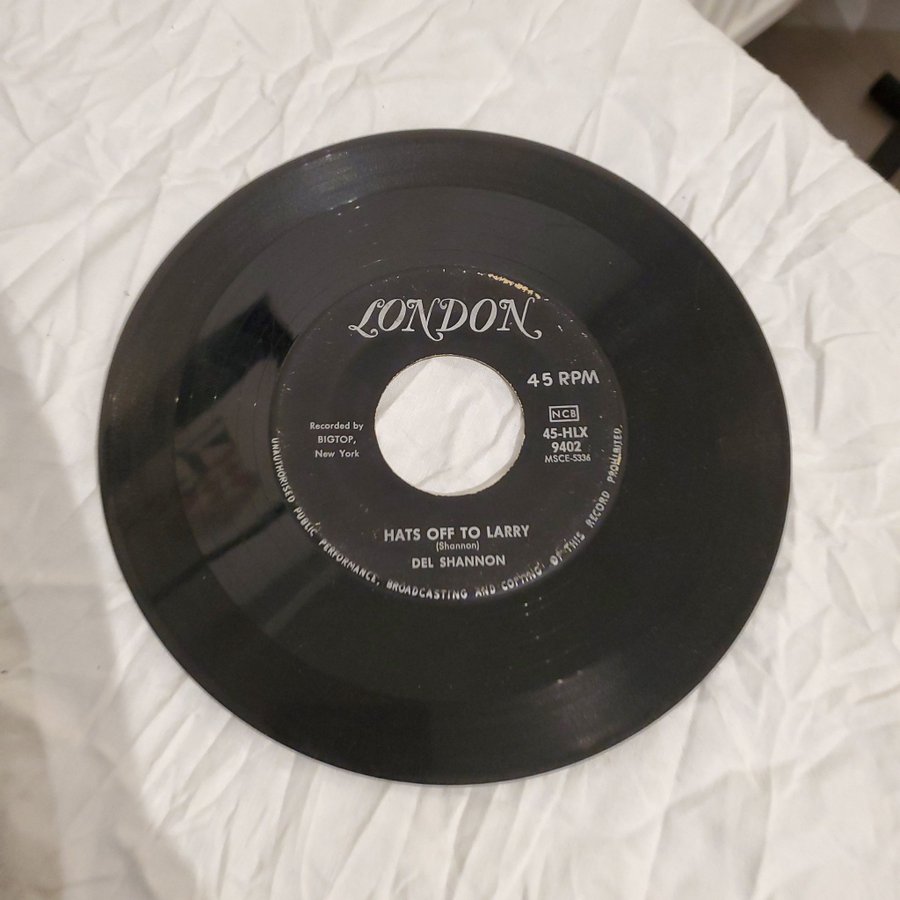 LONDON
45 RPM
NCB
45-HLX
9402
MSCE-5336
Recorded by
BIGTOP,
New York
HATS OFF TO LARRY
(Shannon)
DEL SHANNON
UNAUTHORISED PUBLIC PERFORMANCE, BROADCASTING AND COPYING OF THIS RECORD PROHIBITED.